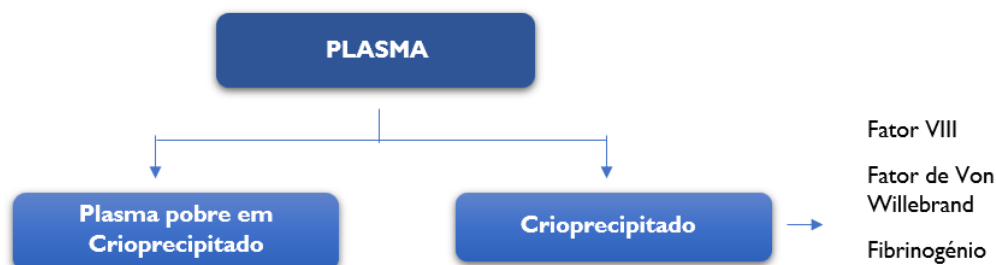 PLASMA
Plasma pobre em
Crioprecipitado
Crioprecipitado
Fator VIII
Fator de Von
Willebrand
Fibrinogénio